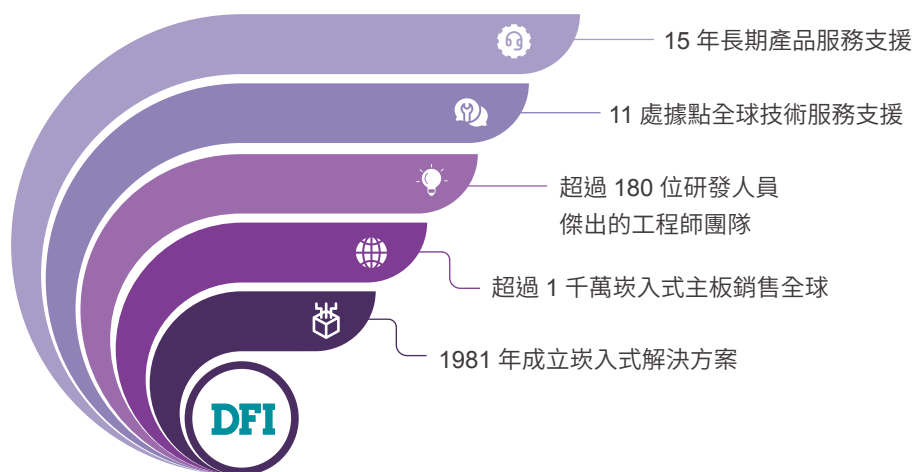 15 年長期產品服務支援
11 處據點全球技術服務支援
超過 180 位研發人員
傑出的工程師團隊
超過 1 千萬崁入式主板銷售全球
1981 年成立崁入式解決方案
DFI